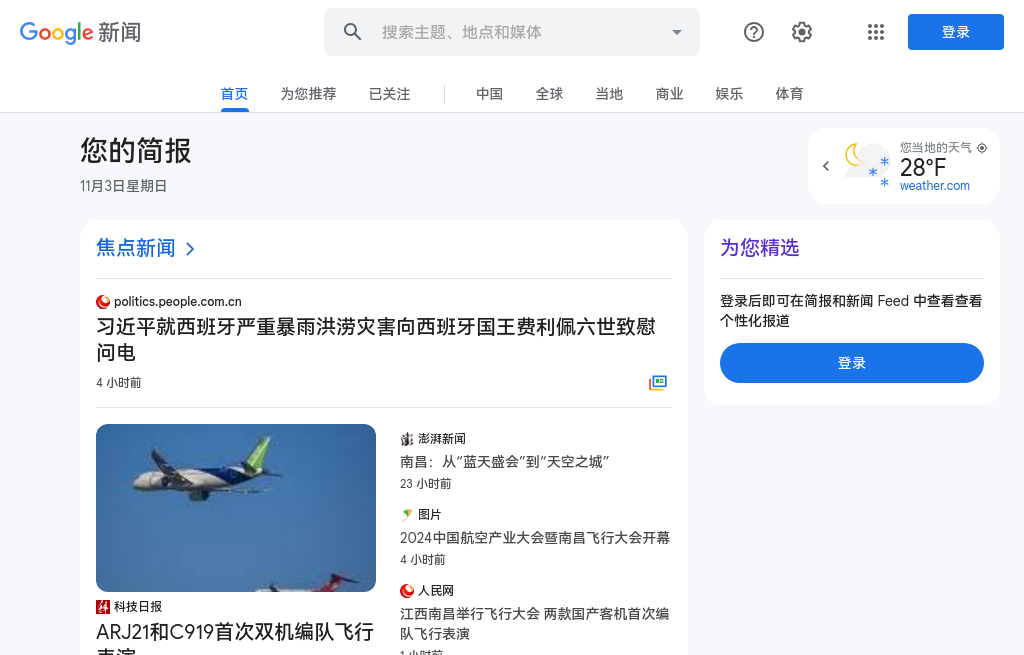 Google 新闻
搜索主题、地点和媒体
登录
首页
为您推荐
已关注
中国
全球
当地
商业
娱乐
体育
您的简报
11月3日星期日
您当地的天气
28°F
weather.com
焦点新闻
politics.people.com.cn
习近平就西班牙严重暴雨洪涝灾害向西班牙国王费利佩六世致慰
问电
4 小时前
科技日报
ARJ21和C919首次双机编队飞行
表演
澎湃新闻
南昌：从“蓝天盛会”到“天空之城”
23 小时前
图片
2024中国航空产业大会暨南昌飞行大会开幕
4 小时前
人民网
江西南昌举行飞行大会 两款国产客机首次编
队飞行表演
1 小时前
为您精选
登录后即可在简报和新闻 Feed 中查看查看
个性化报道
登录